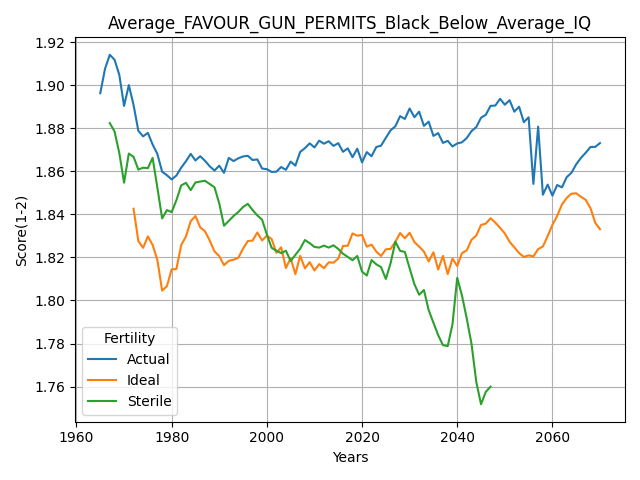 Average_FAVOUR_GUN_PERMITS_Black_Below_Average_IQ
1.92
1.90
1.88
1.86
1.84
1.82
1.80
1.78
1.76
Score(1-2)
Fertility
Actual
Ideal
Sterile
1960 1980 2000 2020 2040 2060
Years